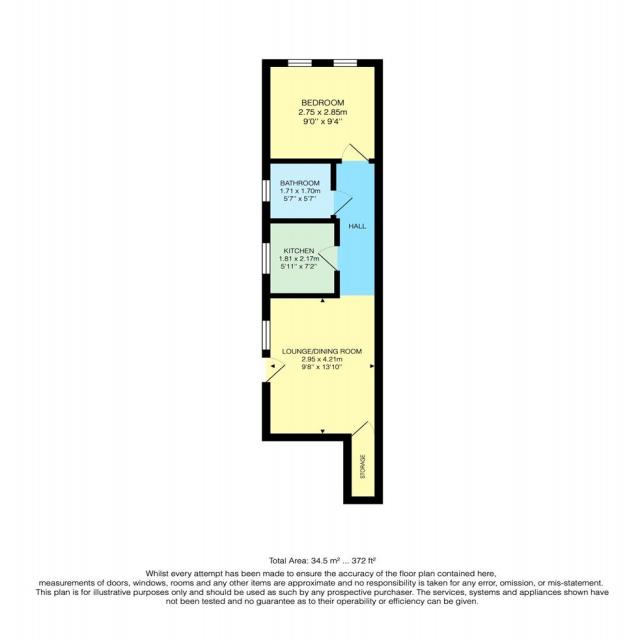 BEDROOM
2.75 x 2.85m
9'0'' x 9'4''
BATHROOM
1.71 x 1.70m
5'7'' x 5'7''
HALL
KITCHEN
1.81 x 2.17m
5'11'' x 7'2''
LOUNGE/DINING ROOM
2.95 x 4.21m
9'8'' x 13'10''
STORAGE
Total Area: 34.5 m² ... 372 ft²
Whilst every attempt has been made to ensure the accuracy of the floor plan contained here,
measurements of doors, windows, rooms and any other items are approximate and no responsibility is taken for any error, omission, or mis-statement.
This plan is for illustrative purposes only and should be used as such by any prospective purchaser. The services, systems and appliances shown have
not been tested and no guarantee as to their operability or efficiency can be given.